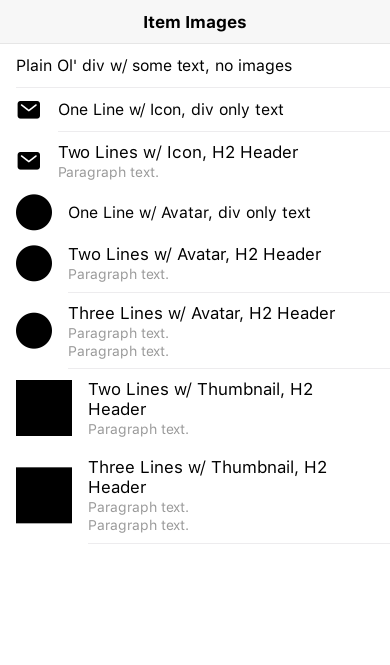 Item Images
Plain Ol' div w/ some text, no images
One Line w/ Icon, div only text
Two Lines w/ Icon, H2 Header
Paragraph text.
One Line w/ Avatar, div only text
Two Lines w/ Avatar, H2 Header
Paragraph text.
Three Lines w/ Avatar, H2 Header
Paragraph text.
Paragraph text.
Two Lines w/ Thumbnail, H2
Header
Paragraph text.
Three Lines w/ Thumbnail, H2
Header
Paragraph text.
Paragraph text.